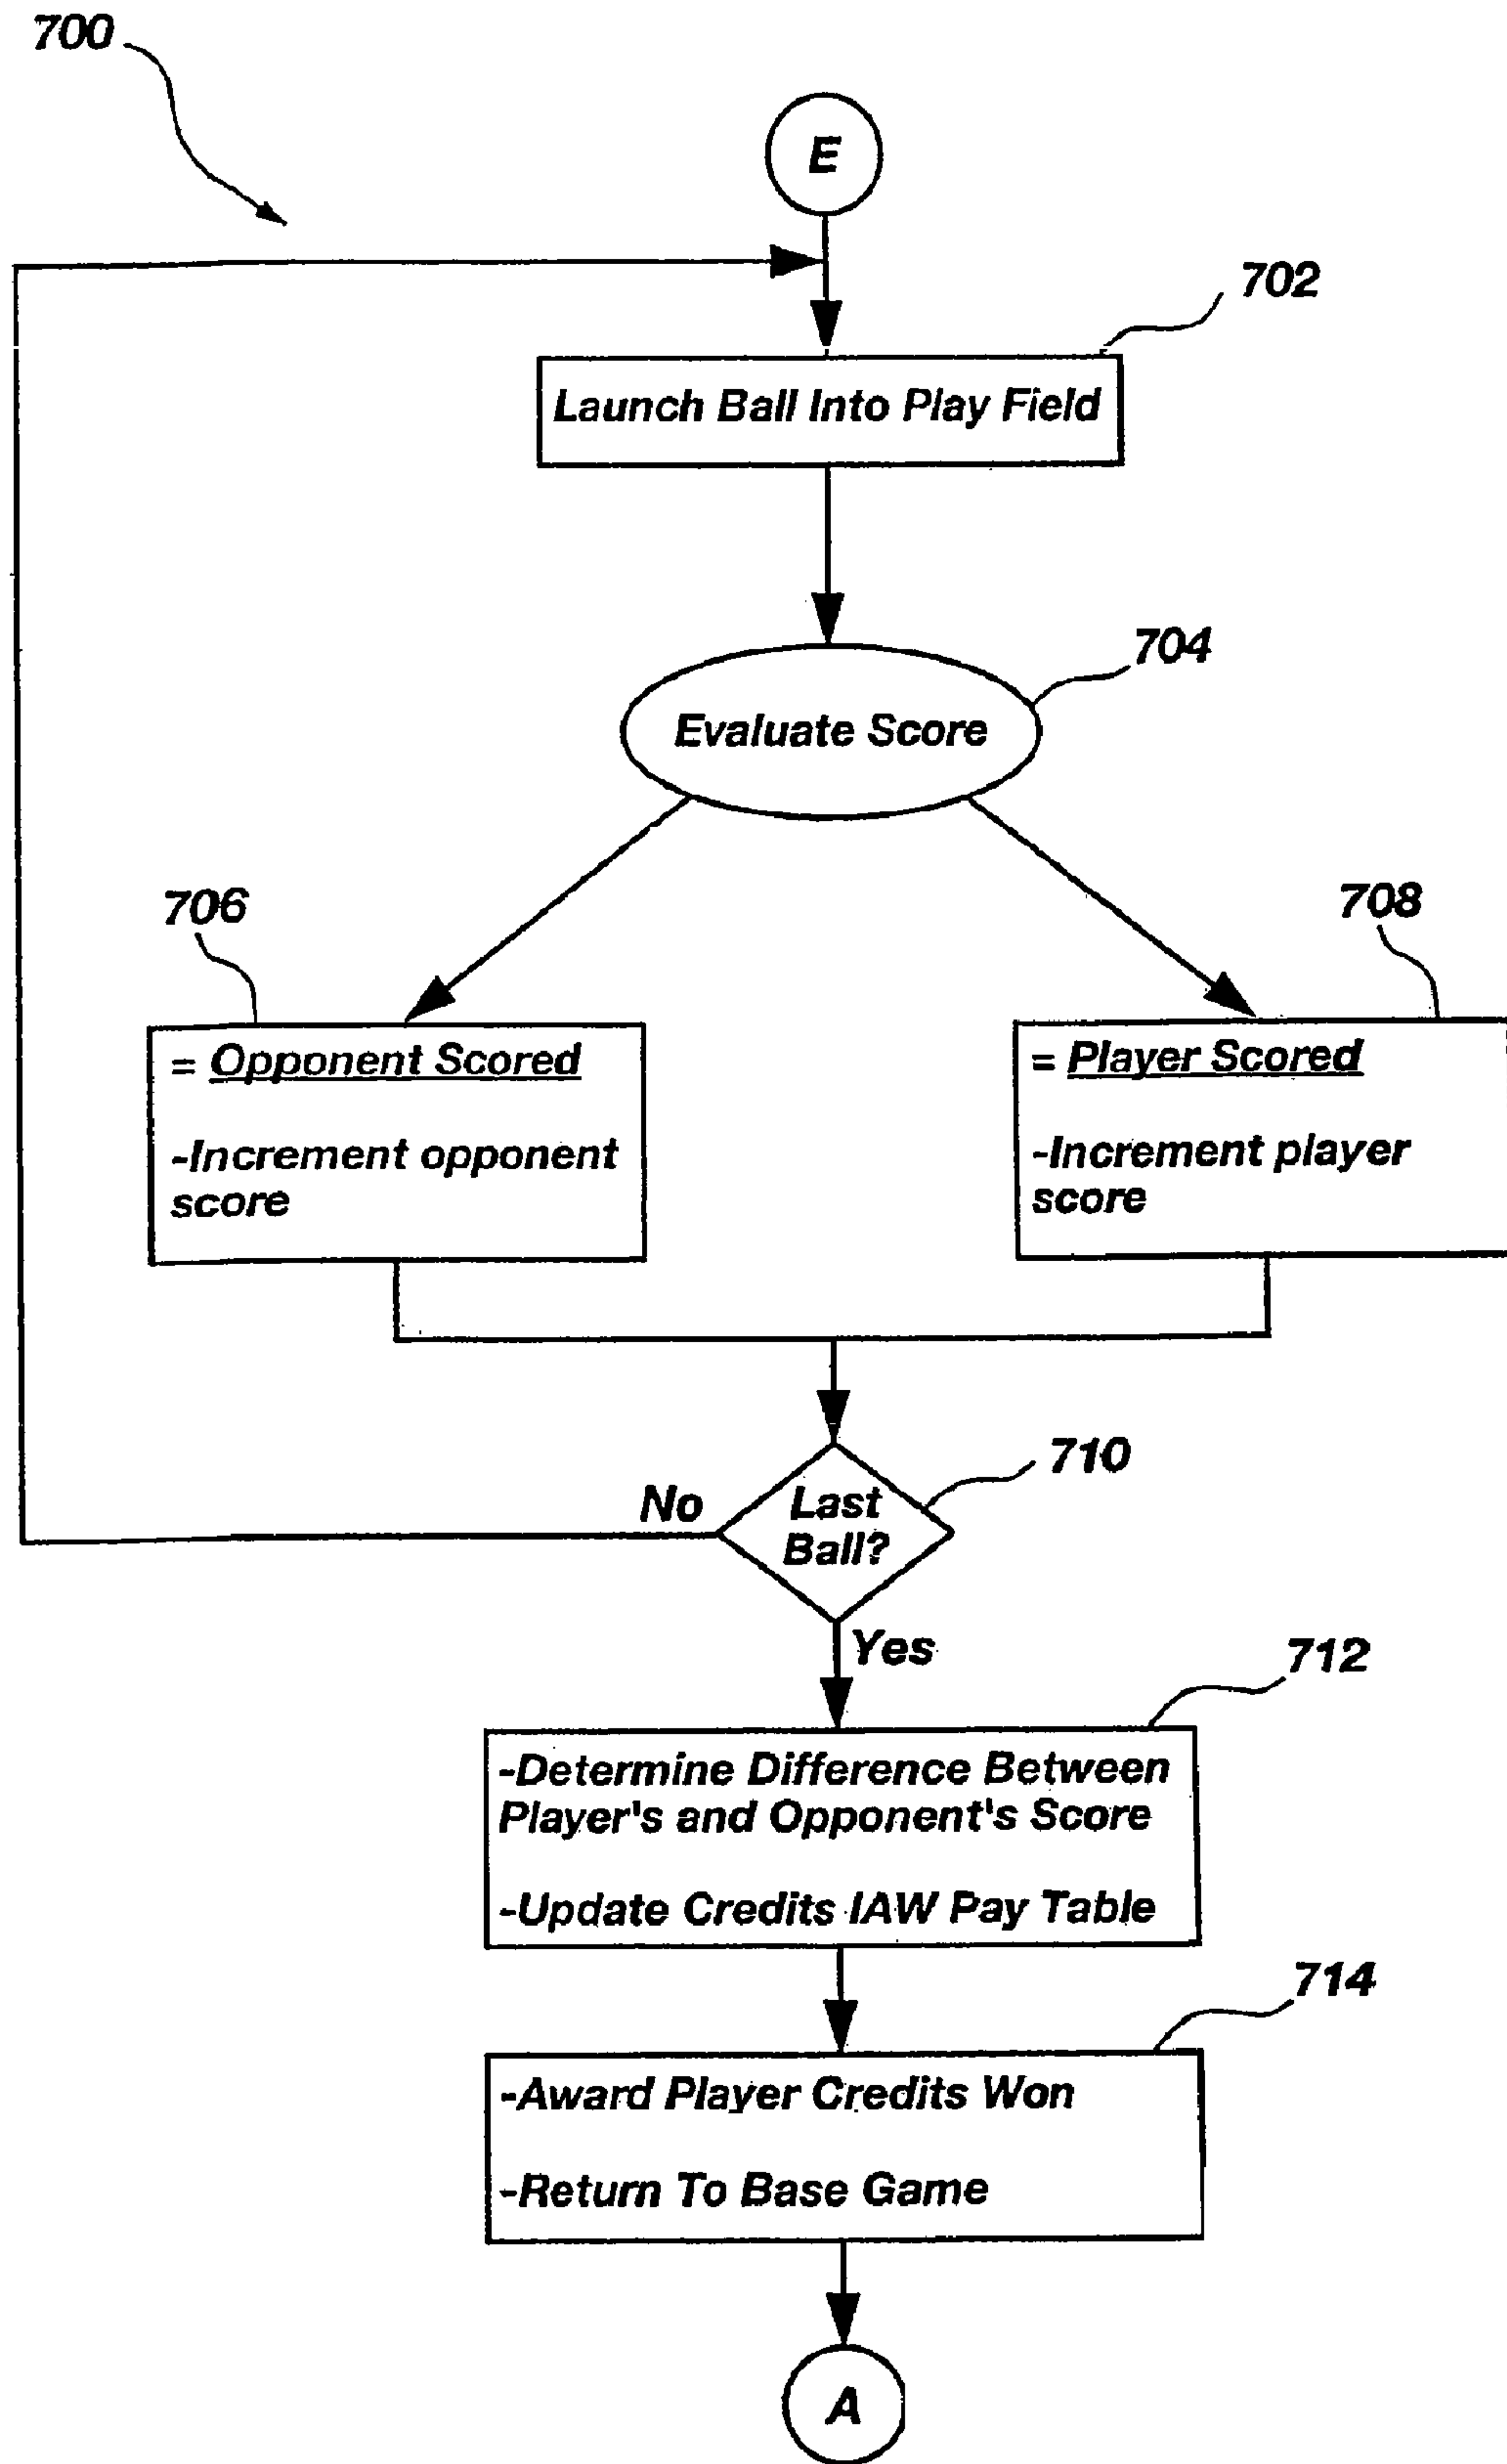 700
E
702
Launch Ball Into Play Field
704
Evaluate Score
706
708
= Opponent Scored
-Increment opponent
score
= Player Scored
-Increment player
score
710
No
Last
Ball?
Yes
712
-Determine Difference Between
Player's and Opponent's Score
-Update Credits IAW Pay Table
714
-Award Player Credits Won
-Return To Base Game
A